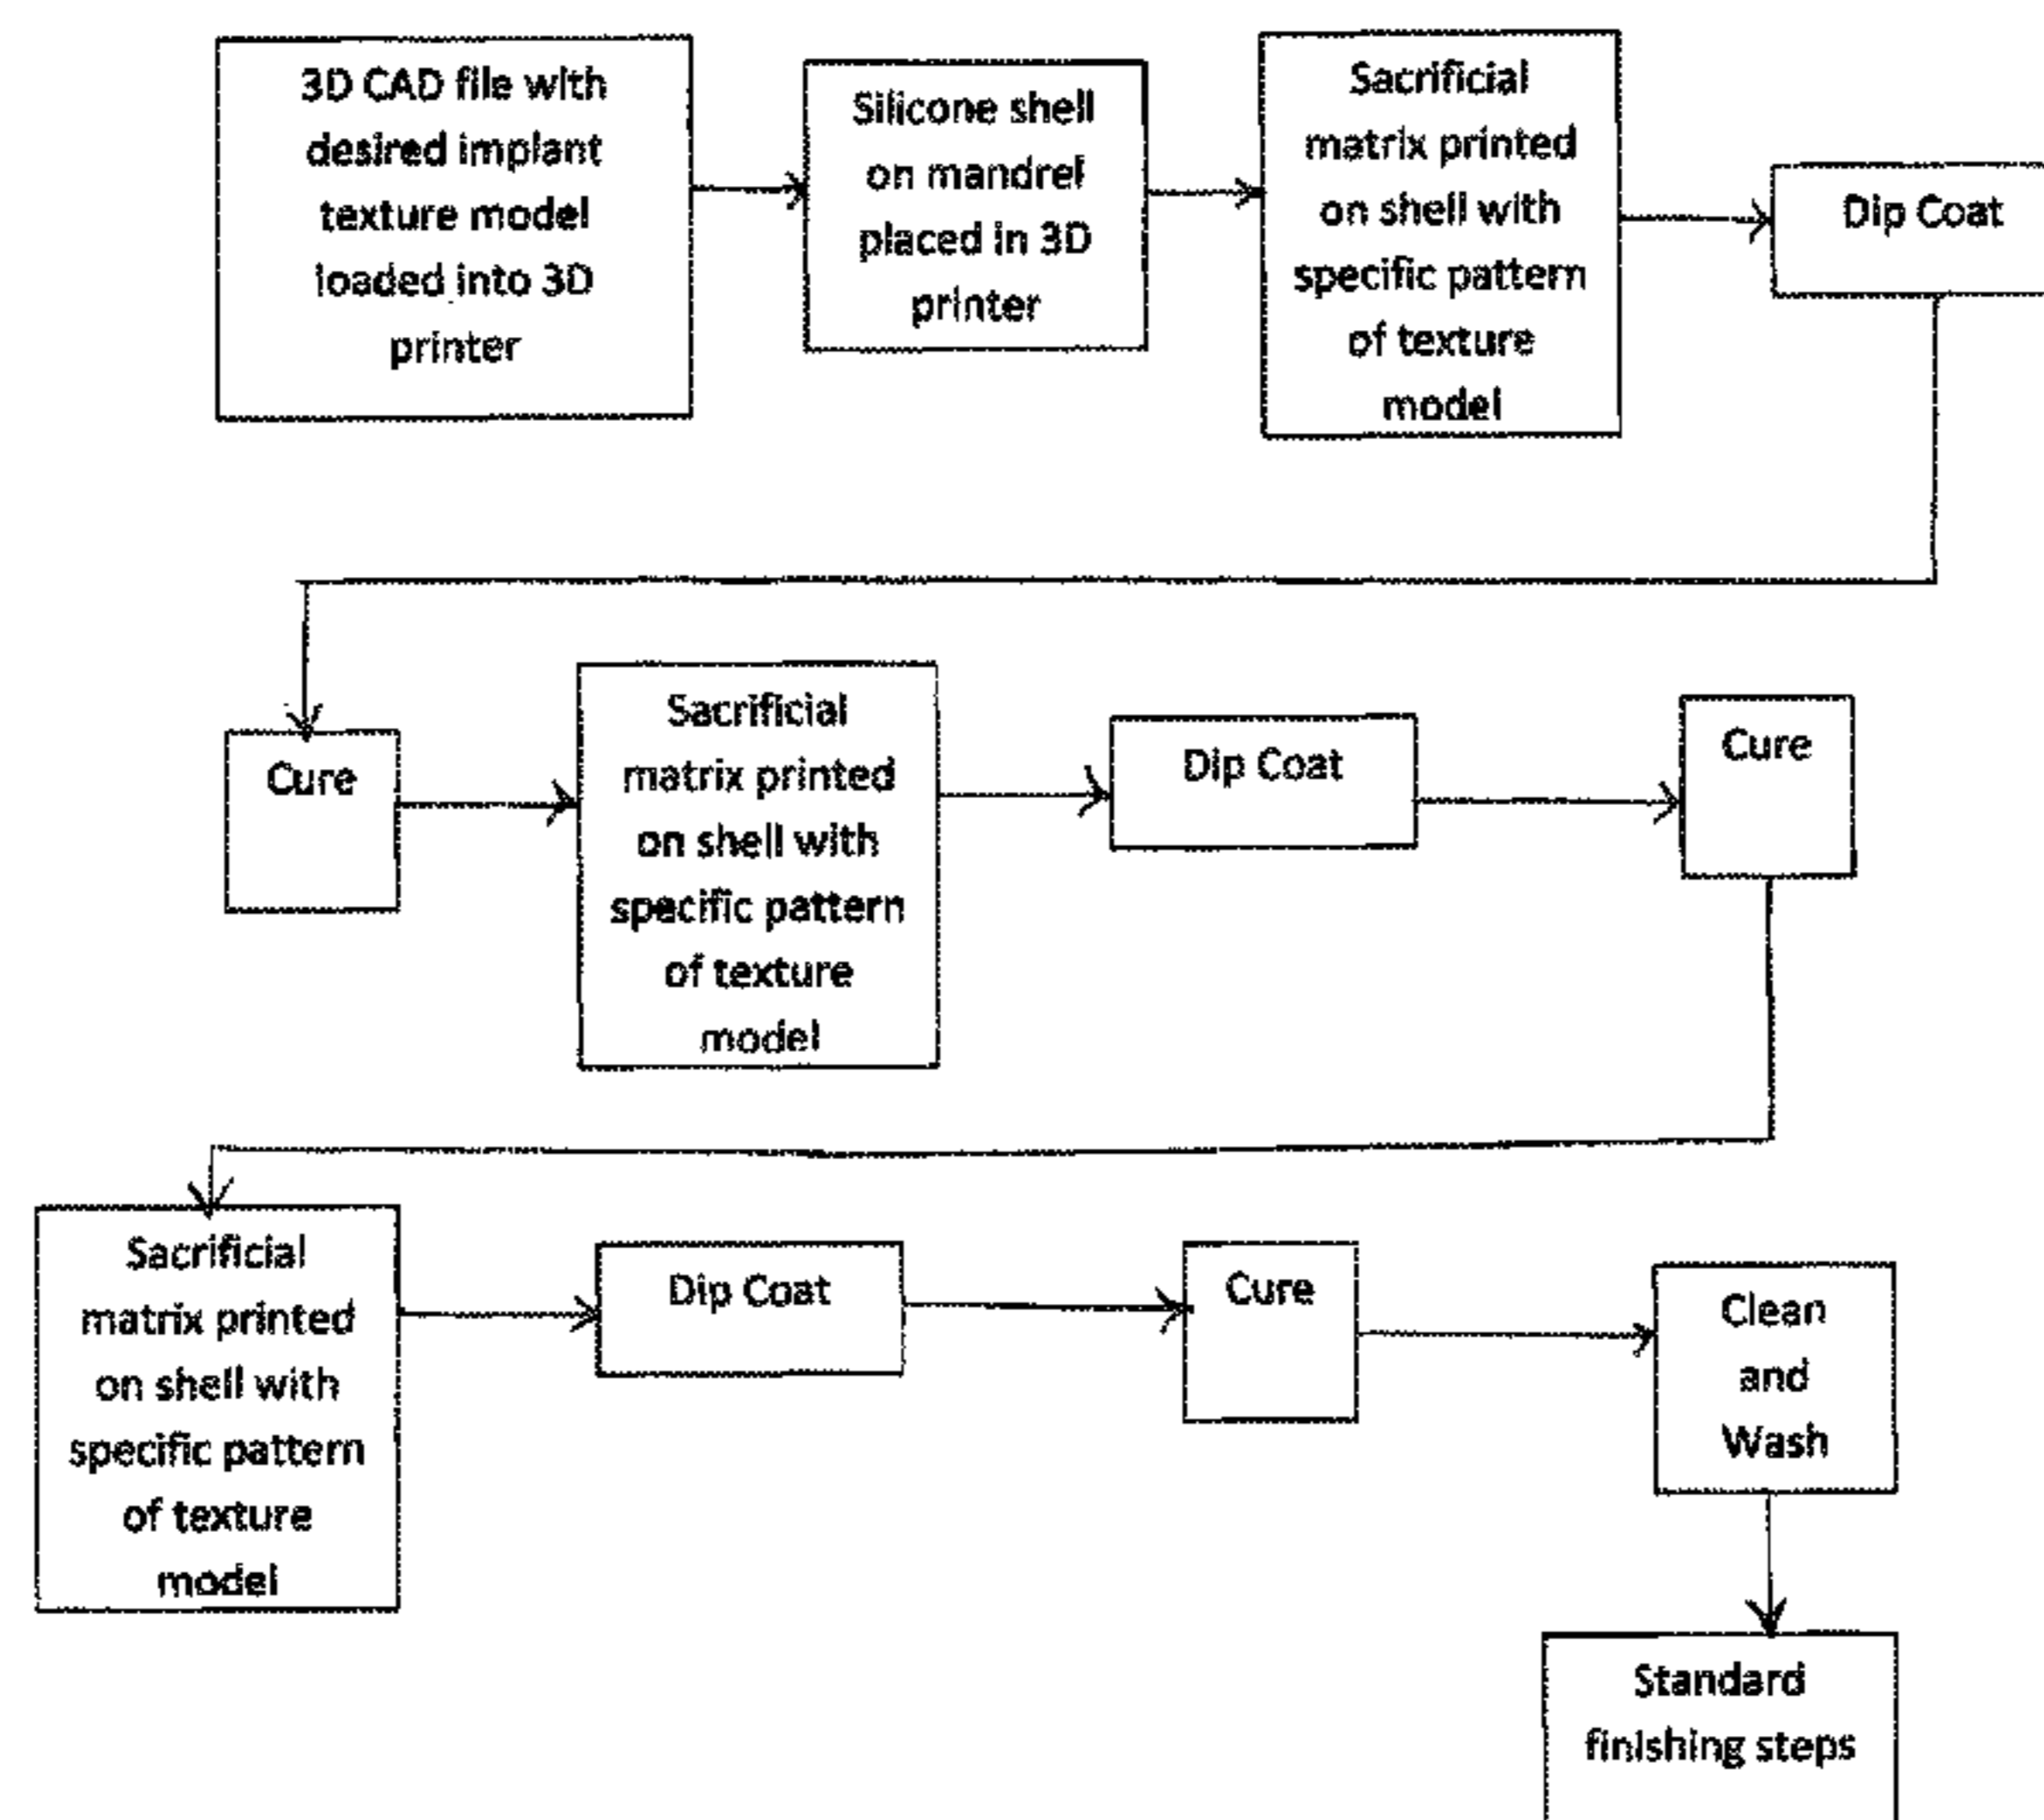 3D CAD file with
desired implant
texture model
loaded into 3D
printer
Silicone shell
on mandrel
placed in 3D
printer
Sacrificial
matrix printed
on shell with
specific pattern
of texture
model
Dip Coat
Cure
Sacrificial
matrix printed
on shell with
specific pattern
of texture
model
Dip Coat
Cure
Sacrificial
matrix printed
on shell with
specific pattern
of texture
model
Dip Coat
Cure
Clean
and
Wash
Standard
finishing steps